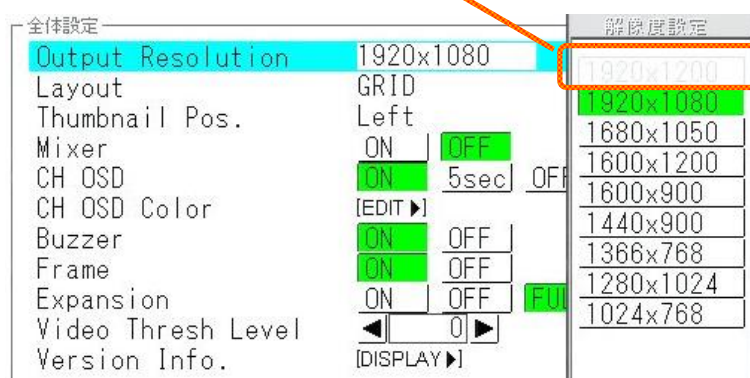 全体設定
Output Resolution 1920x1080
Layout GRID
Thumbnail Pos. Left
Mixer ON OFF
CH OSD ON 5sec OFF
CH OSD Color [EDIT▶]
Buzzer ON OFF
Frame ON OFF
Expansion ON OFF FUL
Video Thresh Level ◀ 0 ▶
Version Info. [DISPLAY▶]
解像度設定
1920x1200
1920x1080
1680x1050
1600x1200
1600x900
1440x900
1366x768
1280x1024
1024x768